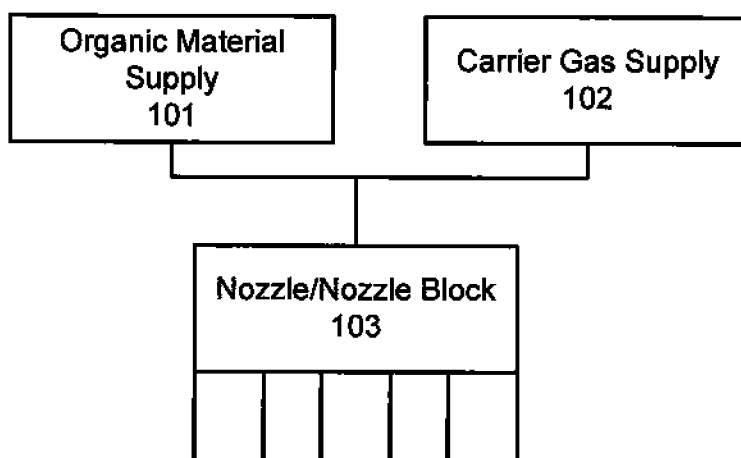 Organic Material
Supply
101
Carrier Gas Supply
102
Nozzle/Nozzle Block
103